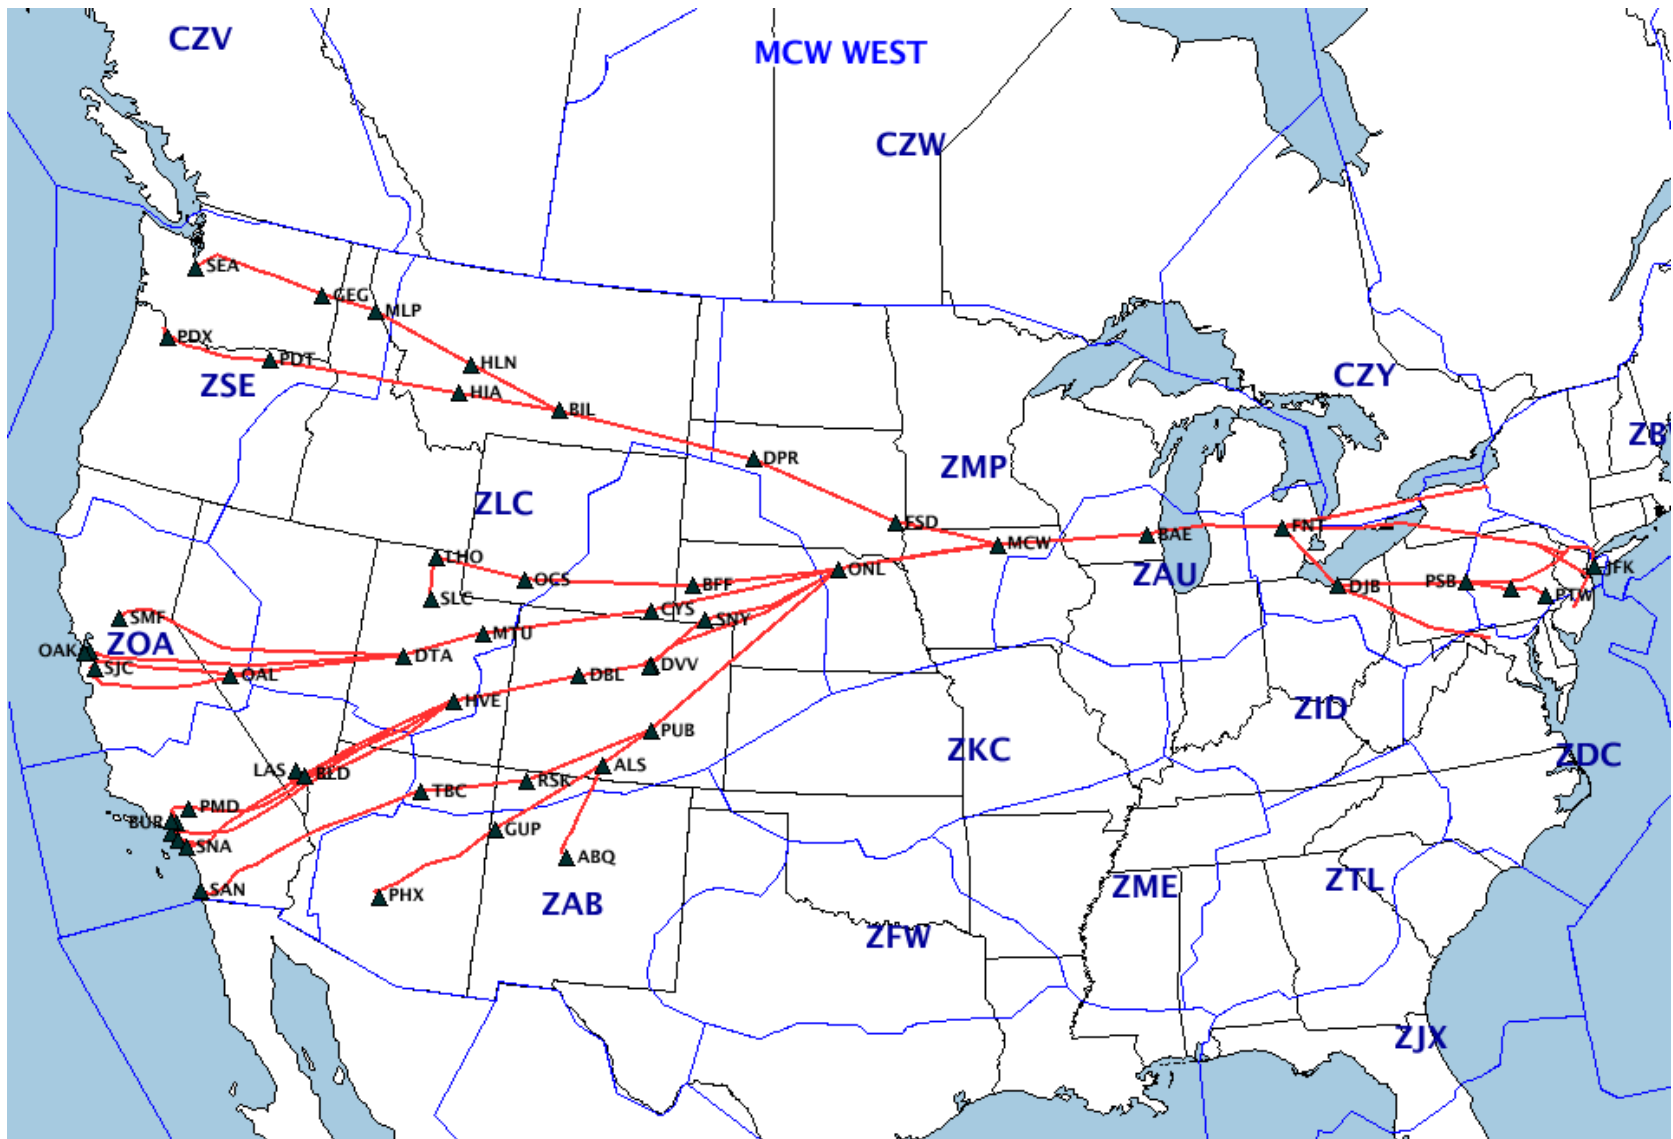 CZV
MCW WEST
CZW
SEA
GEG
MLP
PDX
PDT
HLN
HIA
BIL
ZSE
CZY
ZB
DPR
ZMP
ZLC
FSD
FNT
MCW
BAE
LHO
OCS
BFF
ONL
ZAU
JFK
SLC
DJB
PSB
PTW
CYS
SNY
SMF
MTU
OAK
ZOA
DTA
SJC
OAL
DBL
DVV
HVE
ZID
PUB
ZKC
ZDC
LAS
BLD
ALS
TBC
RSK
PMD
BUR
GUP
SNA
ABQ
SAN
PHX
ZAB
ZME
ZTL
ZFW
ZJX